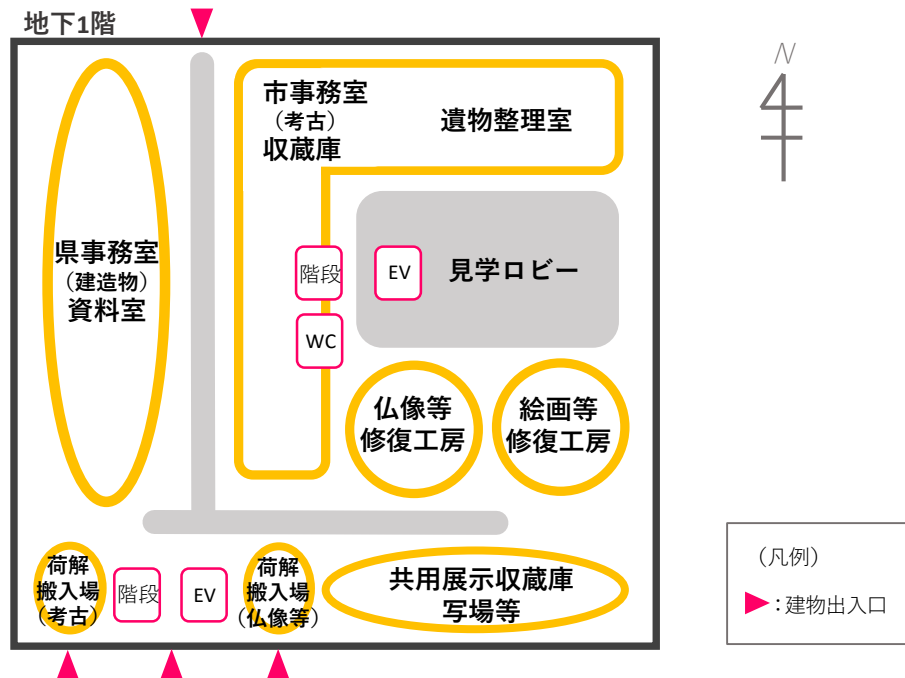 地下1階
N
市事務室
（考古）
収蔵庫
遺物整理室
県事務室
（建造物）
資料室
階段
EV
見学ロビー
WC
仏像等
修復工房
絵画等
修復工房
荷解
搬入場
（考古）
階段
EV
荷解
搬入場
（仏像等）
共用展示収蔵庫
写場等
（凡例）
：建物出入口